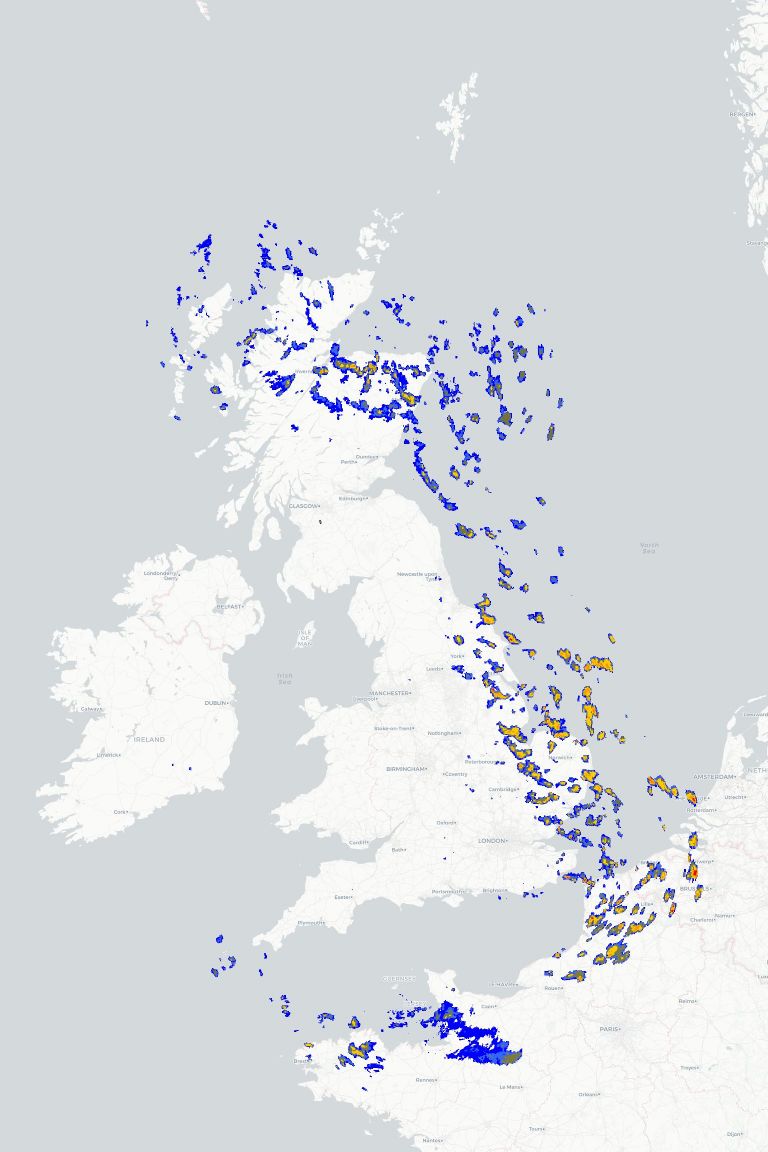 BERGEN
Stavanger
Inverness
Dundee
Perth
Edinburgh
GLASGOW
North
Sea
Londonderry/
Derry
Newcastle upon
Tyne
BELFAST
ISLE
OF
MAN
York
Leeds
Irish
Sea
MANCHESTER
Liverpool
DUBLIN
Galway
Stoke-on-Trent
Nottingham
IRELAND
Limerick
Norwich
Peterborough
BIRMINGHAM
Coventry
AMSTERDAM
NETH
Cambridge
Utrecht
Rotterdam
Cork
Oxford
LONDON
Cardiff
Bath
Antwerp
BRUSSELS
Portsmouth
Brighton
Exeter
Lille
Plymouth
Charleroi
Namur
GUERNSEY
LE HAVRE
Rouen
Caen
Reims
PARIS
Brest
Troyes
Rennes
Le Mans
Orléans
Tours
Nantes
Dijon